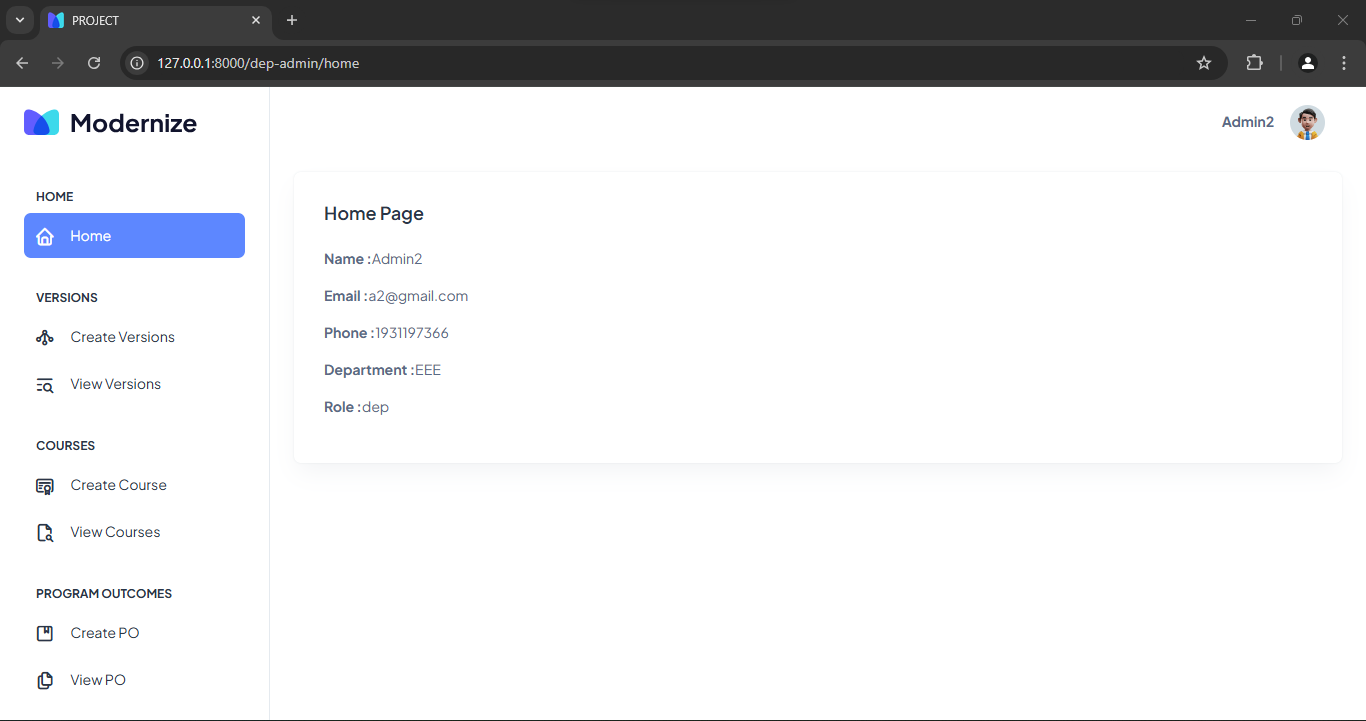 PROJECT
127.0.0.1:8000/dep-admin/home
Modernize
Admin2
HOME
Home
VERSIONS
Create Versions
View Versions
COURSES
Create Course
View Courses
PROGRAM OUTCOMES
Create PO
View PO
Home Page
Name :Admin2
Email :a2@gmail.com
Phone :1931197366
Department :EEE
Role :dep